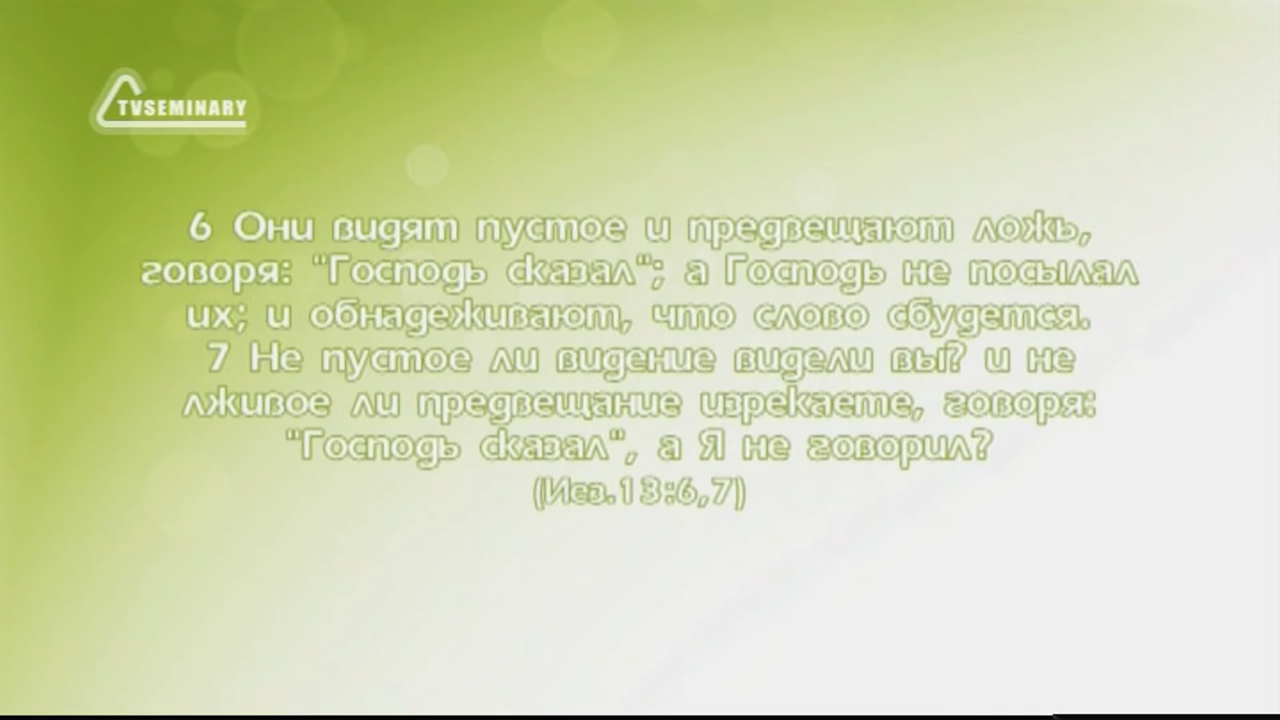 TVSEMINARY
6 Они видят пустое и предвещают ложь,
говоря: "Господь сказал"; а Господь не посылал
их; и обнадеживают, что слово сбудется.
7 Не пустое ли видение видели вы? и не
лживое ли предвещание изрекаете, говоря:
"Господь сказал", а Я не говорил?
(Иез.13:6,7)